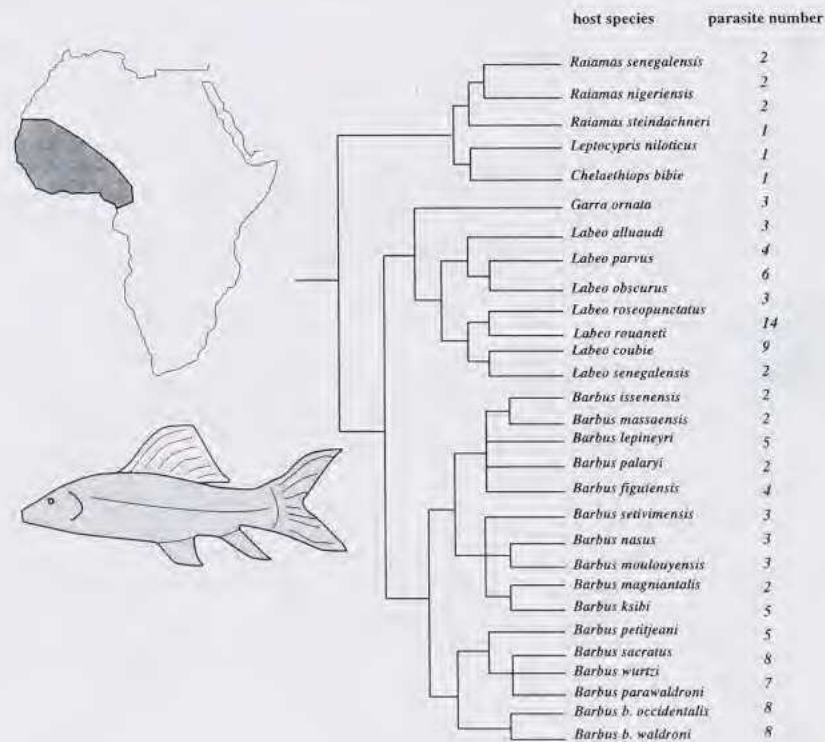 host species parasite number
Raiamas senegalensis 2
Raiamas nigeriensis 2
Raiamas steindachneri 2
Leptocypris niloticus 1
Chelaethiops bibie 1
Garra ornata 1
Labeo alluaudi 3
Labeo parvus 3
Labeo obscurus 4
Labeo roseopunctatus 6
Labeo rouaneti 3
Labeo coubie 14
Labeo senegalensis 9
Barbus issenensis 2
Barbus massaensis 2
Barbus lepineyri 2
Barbus palaryi 5
Barbus figuiensis 2
Barbus setivimensis 4
Barbus nasus 3
Barbus moulouyensis 3
Barbus magniantalis 3
Barbus ksibi 2
Barbus petitjeani 5
Barbus sacratus 5
Barbus wurtzi 8
Barbus parawaldroni 7
Barbus b. occidentalis 8
Barbus b. waldroni 8